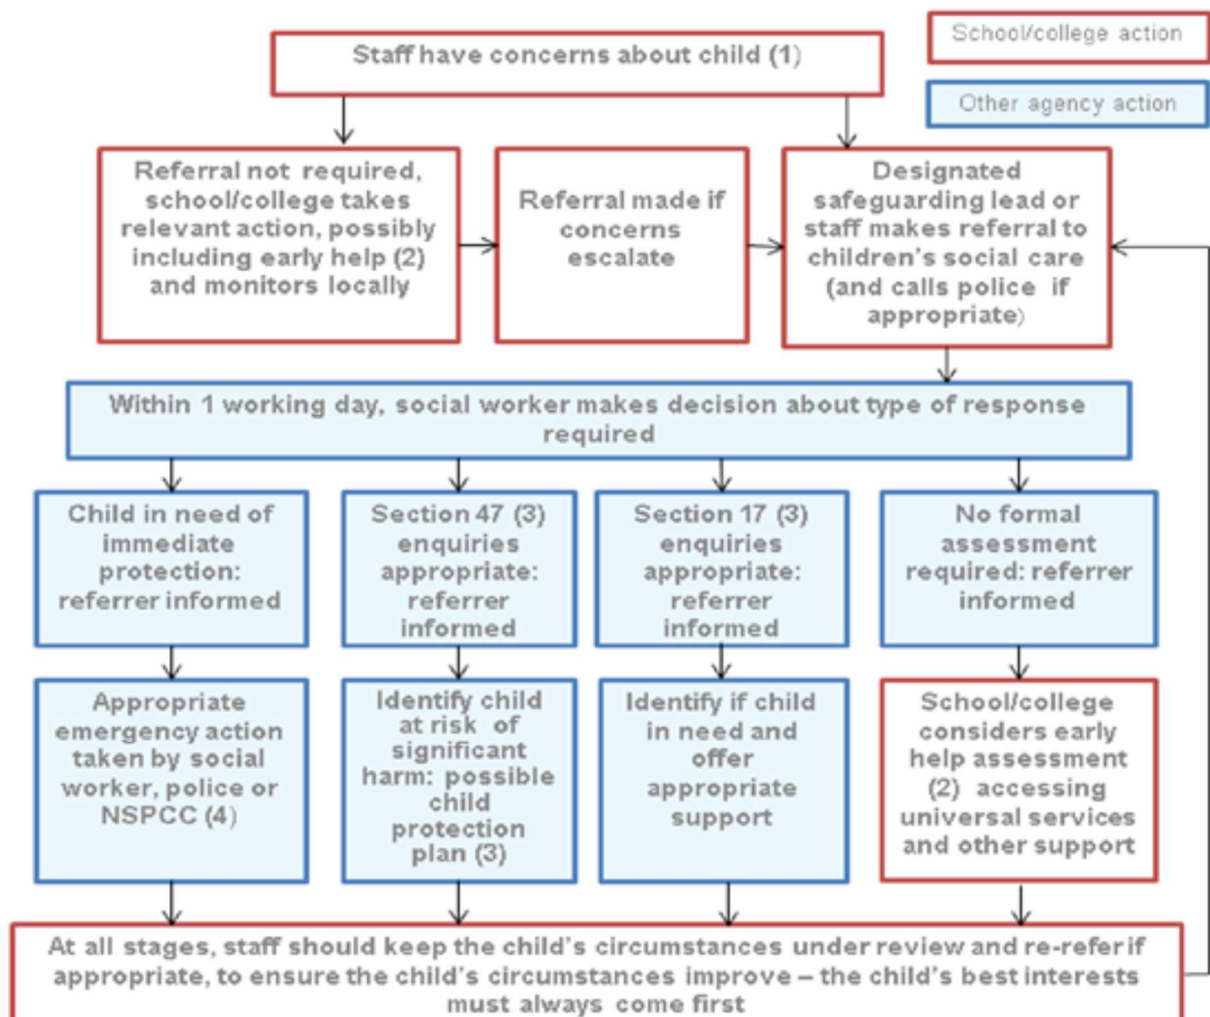 Staff have concerns about child (1)
School/college action
Other agency action
Referral not required,
school/college takes
relevant action, possibly
including early help (2)
and monitors locally
Referral made if
concerns
escalate
Designated
safeguarding lead or
staff makes referral to
children's social care
(and calls police if
appropriate)
Within 1 working day, social worker makes decision about type of response
required
Child in need of
immediate
protection:
referrer informed
Section 47 (3)
enquiries
appropriate:
referrer
informed
Section 17 (3)
enquiries
appropriate:
referrer
informed
No formal
assessment
required: referrer
informed
Appropriate
emergency action
taken by social
worker, police or
NSPCC (4)
Identify child
at risk of
significant
harm: possible
child
protection
plan (3)
Identify if child
in need and
offer
appropriate
support
School/college
considers early
help assessment
(2) accessing
universal services
and other support
At all stages, staff should keep the child's circumstances under review and re-refer if
appropriate, to ensure the child's circumstances improve – the child's best interests
must always come first